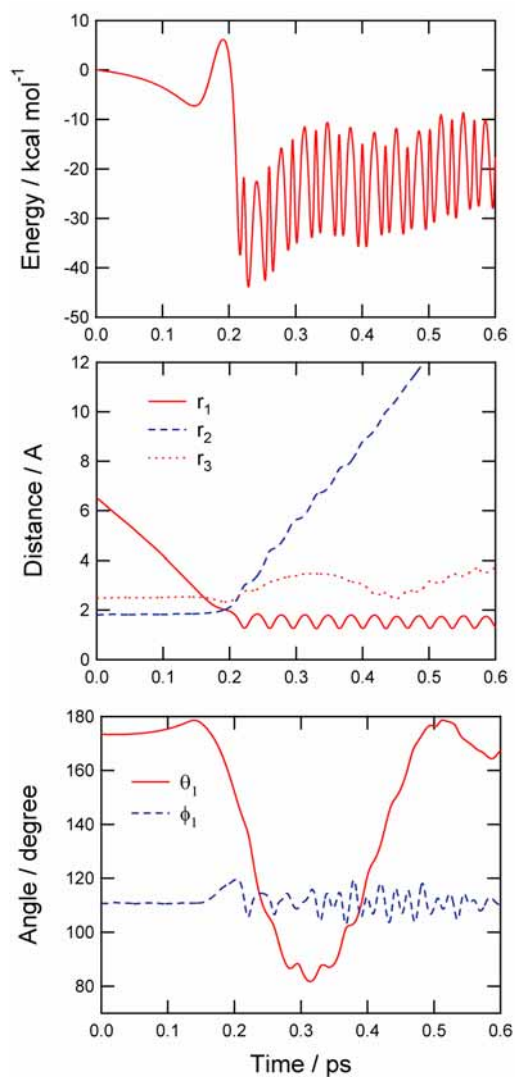 10
0
-10
-20
-30
-40
-50
Energy / kcal mol⁻¹
0.0 0.1 0.2 0.3 0.4 0.5 0.6
12
10
8
6
4
2
0
Distance / A
r₁
r₂
r₃
0.0 0.1 0.2 0.3 0.4 0.5 0.6
180
160
140
120
100
80
Angle / degree
θ₁
ϕ₁
0.0 0.1 0.2 0.3 0.4 0.5 0.6
Time / ps